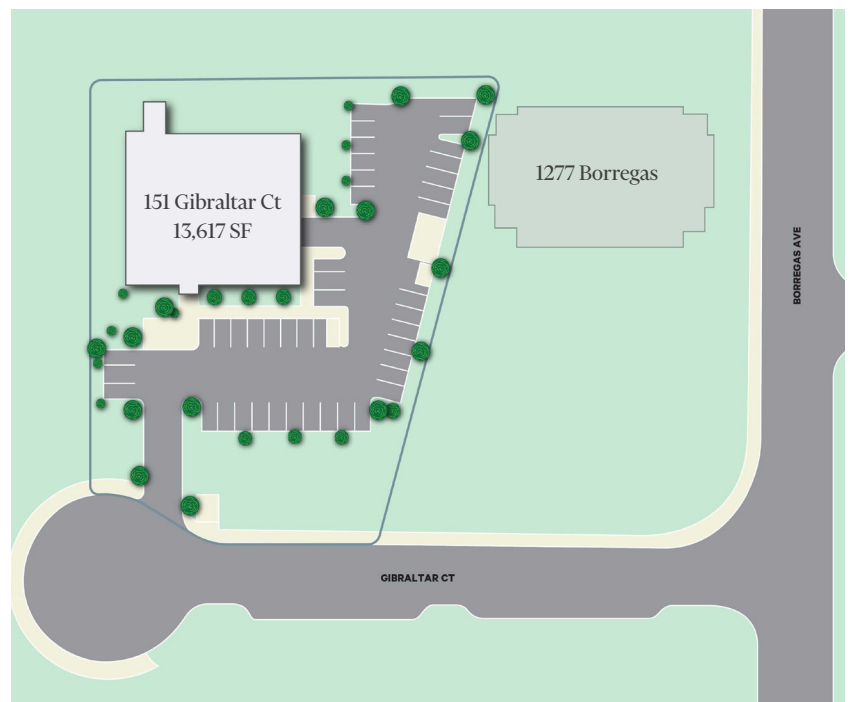 151 Gibraltar Ct
13,617 SF
1277 Borregas
BORREGAS AVE
GIBRALTAR CT